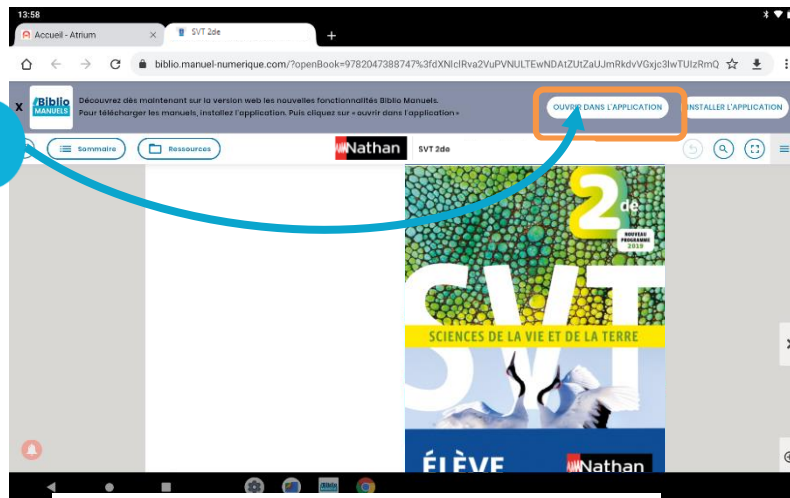 13:58
Accueil - Atrium
SVT 2de
biblio.manuel-numerique.com/?openBook=9782047388747%3fdXNlclRva2VuPVNULTEwNDAtZUtZaUJmRkdvVGxjc3lwTUIzRmQ
X
/Biblio MANUELS
Découvrez dès maintenant sur la version web les nouvelles fonctionnalités Biblio Manuels.
Pour télécharger les manuels, installez l'application. Puis cliquez sur « ouvrir dans l'application »
OUVRIR DANS L'APPLICATION
INSTALLER L'APPLICATION
Sommaire
Ressources
Nathan
SVT 2de
2de
NOUVEAU
PROGRAMME
2019
SVT
SCIENCES DE LA VIE ET DE LA TERRE
ÉLÈVE
Nathan
/Biblio